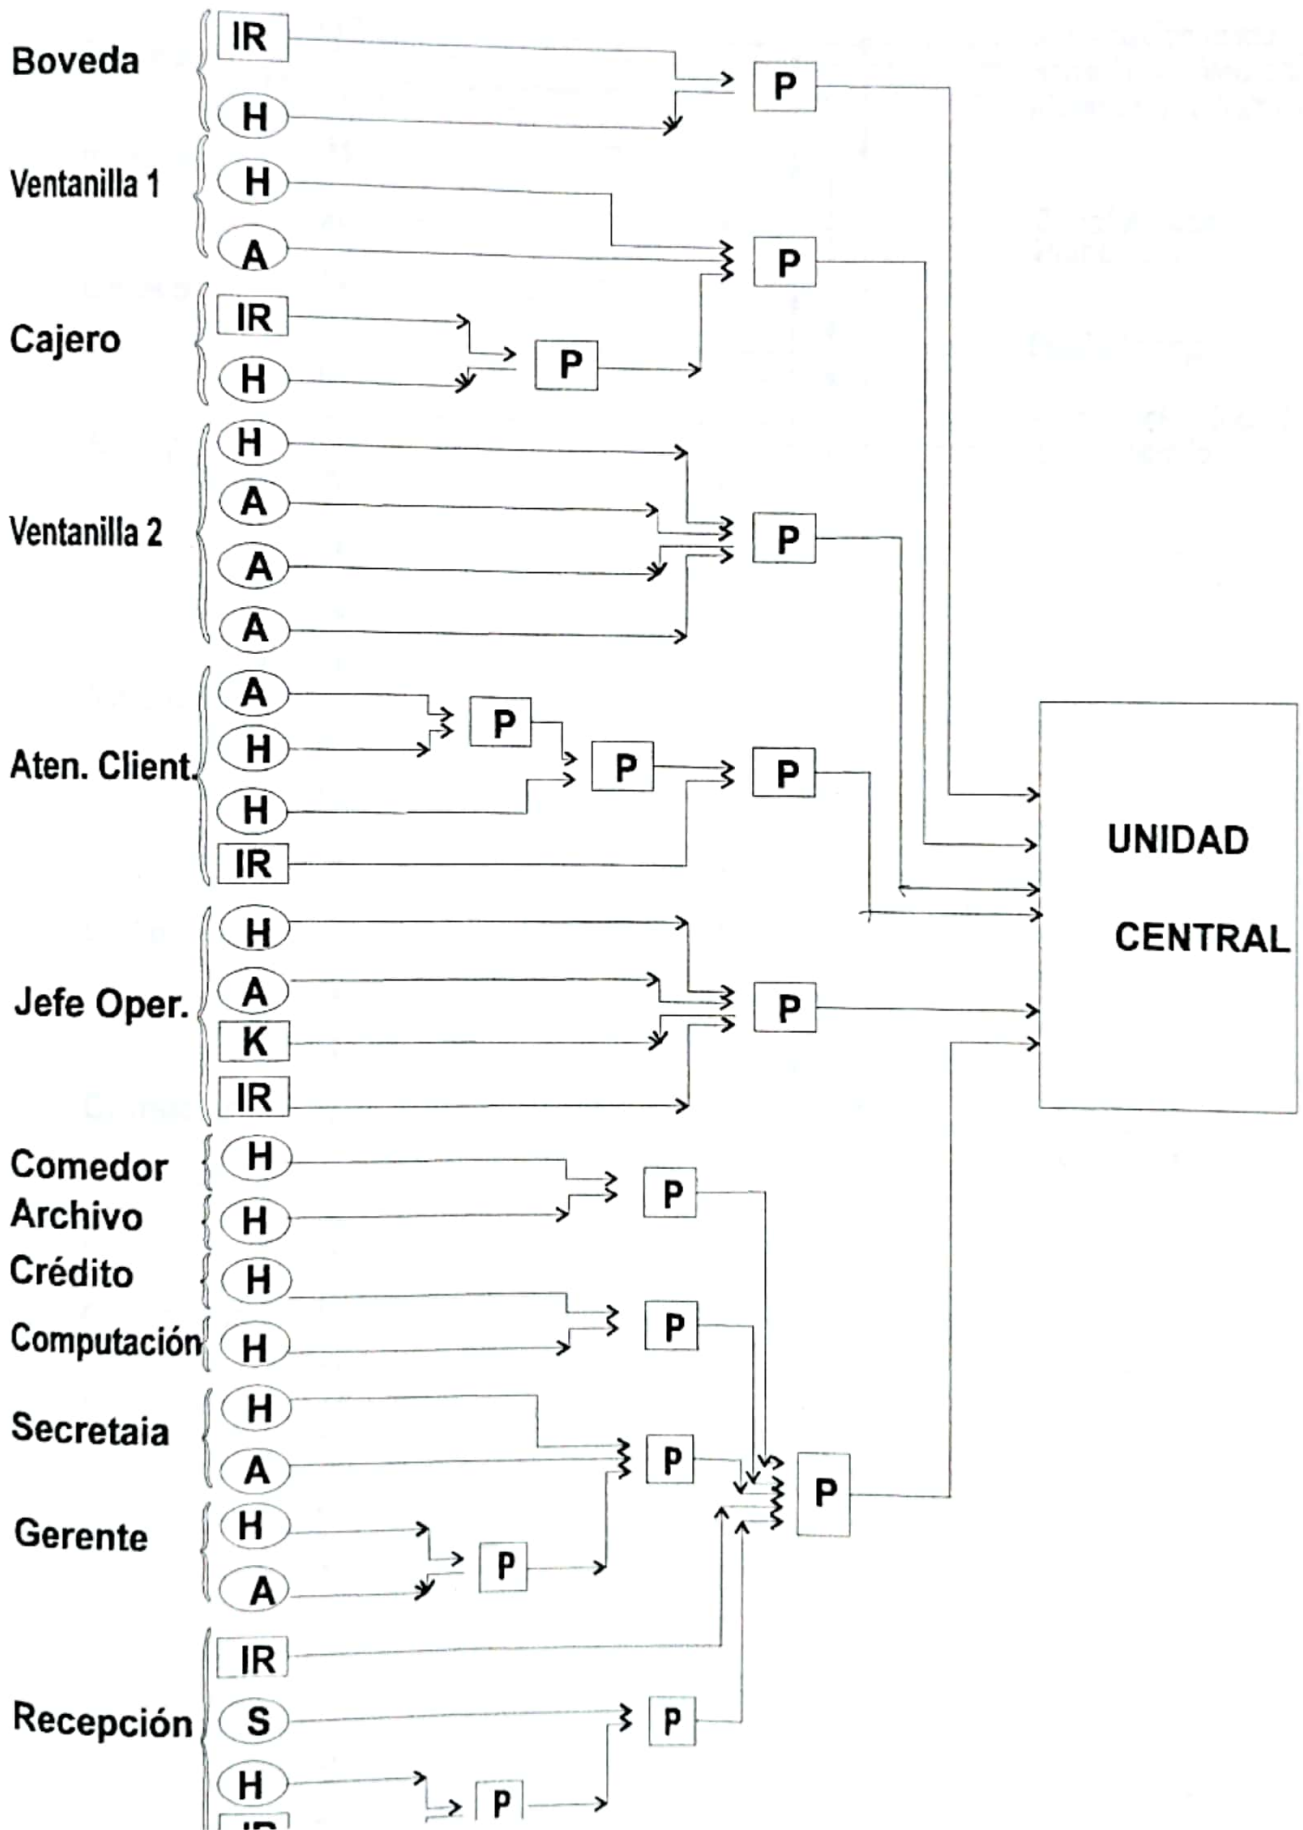 Boveda
IR
H
P
Ventanilla 1
H
A
P
Cajero
IR
H
P
Ventanilla 2
H
A
A
A
P
Aten. Client.
A
H
H
IR
P
P
P
UNIDAD
CENTRAL
Jefe Oper.
H
A
K
IR
P
Comedor
H
P
Archivo
H
Crédito
H
P
Computación
H
Secretaia
H
A
P
P
Gerente
H
A
P
Recepción
IR
S
P
H
P
IR